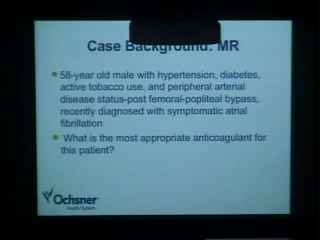 Case Background: MR
58-year old male with hypertension, diabetes,
active tobacco use, and peripheral arterial
disease status-post femoral-popliteal bypass,
recently diagnosed with symptomatic atrial
fibrillation
What is the most appropriate anticoagulant for
this patient?
Ochsner
Health System